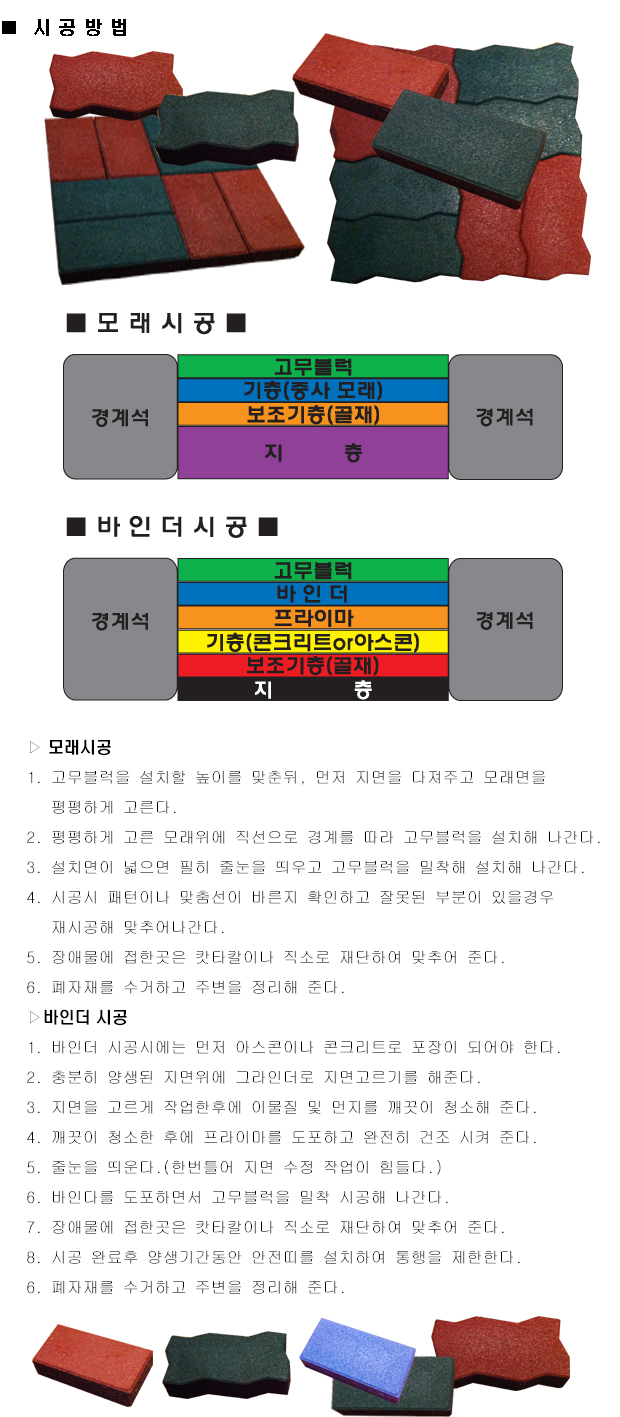 ■ 시공방법
■ 모래시공 ■
고무블럭
기층(중사 모래)
보조기층(골재)
지 층
경계석
경계석
■ 바인더시공 ■
고무블럭
바인더
프라이마
기층(콘크리트or아스콘)
보조기층(골재)
지 층
경계석
경계석
▷ 모래시공
1. 고무블럭을 설치할 높이를 맞춘뒤, 먼저 지면을 다져주고 모래면을
평평하게 고른다.
2. 평평하게 고른 모래위에 직선으로 경계를 따라 고무블럭을 설치해 나간다.
3. 설치면이 넓으면 필히 줄눈을 띄우고 고무블럭을 밀착해 설치해 나간다.
4. 시공시 패턴이나 맞춤선이 바른지 확인하고 잘못된 부분이 있을경우
재시공해 맞추어나간다.
5. 장애물에 접한곳은 캇타칼이나 직소로 재단하여 맞추어 준다.
6. 폐자재를 수거하고 주변을 정리해 준다.
▷바인더 시공
1. 바인더 시공시에는 먼저 아스콘이나 콘크리트로 포장이 되어야 한다.
2. 충분히 양생된 지면위에 그라인더로 지면고르기를 해준다.
3. 지면을 고르게 작업한후에 이물질 및 먼지를 깨끗이 청소해 준다.
4. 깨끗이 청소한 후에 프라이마를 도포하고 완전히 건조 시켜 준다.
5. 줄눈을 띄운다.(한번틀어 지면 수정 작업이 힘들다.)
6. 바인다를 도포하면서 고무블럭을 밀착 시공해 나간다.
7. 장애물에 접한곳은 캇타칼이나 직소로 재단하여 맞추어 준다.
8. 시공 완료후 양생기간동안 안전띠를 설치하여 통행을 제한한다.
6. 폐자재를 수거하고 주변을 정리해 준다.